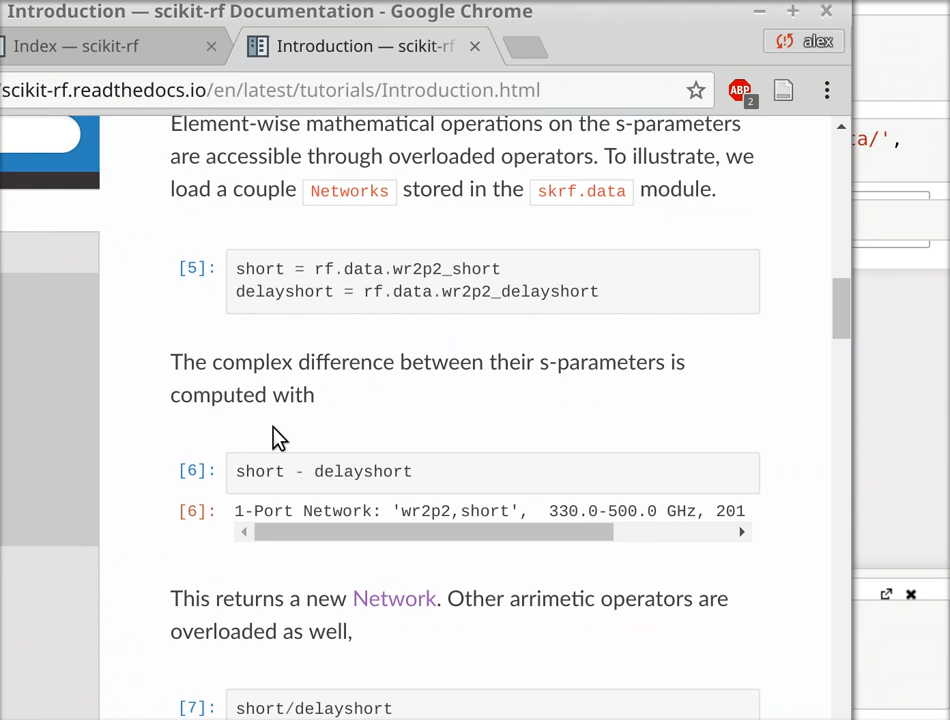 Introduction — scikit-rf Documentation - Google Chrome
Index — scikit-rf
Introduction — scikit-rf
alex
scikit-rf.readthedocs.io/en/latest/tutorials/Introduction.html
ABP
2
Element-wise mathematical operations on the s-parameters
are accessible through overloaded operators. To illustrate, we
load a couple Networks stored in the skrf.data module.
[5]: short = rf.data.wr2p2_short
delayshort = rf.data.wr2p2_delayshort
The complex difference between their s-parameters is
computed with
[6]: short - delayshort
[6]: 1-Port Network: 'wr2p2,short',  330.0-500.0 GHz, 201
This returns a new Network. Other arrimetic operators are
overloaded as well,
[7]: short/delayshort
ta/',